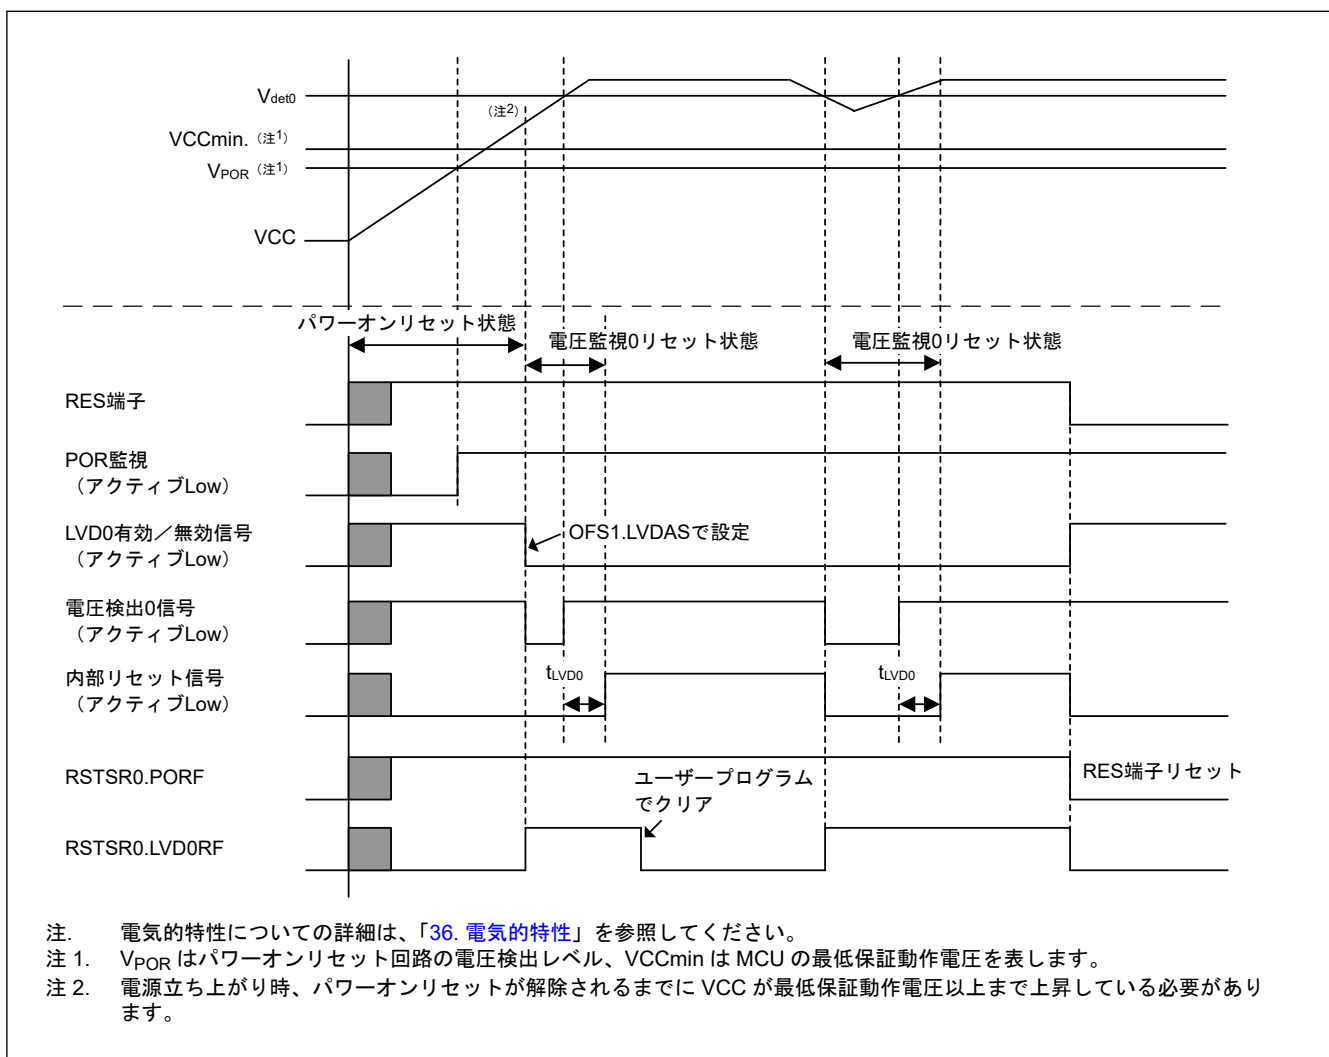 Vdet0
（注2）
VCCmin.（注1）
VPOR（注1）
VCC
パワーオンリセット状態
電圧監視0リセット状態
電圧監視0リセット状態
RES端子
POR監視
（アクティブLow）
LVD0有効／無効信号
（アクティブLow）
OFS1.LVDASで設定
電圧検出0信号
（アクティブLow）
内部リセット信号
（アクティブLow）
tLVD0
tLVD0
RSTSR0.PORF
ユーザープログラム
でクリア
RES端子リセット
RSTSR0.LVD0RF
注. 電気的特性についての詳細は、「36. 電気的特性」を参照してください。
注 1. VPOR はパワーオンリセット回路の電圧検出レベル、VCCmin は MCU の最低保証動作電圧を表します。
注 2. 電源立ち上がり時、パワーオンリセットが解除されるまでに VCC が最低保証動作電圧以上まで上昇している必要があり
ます。